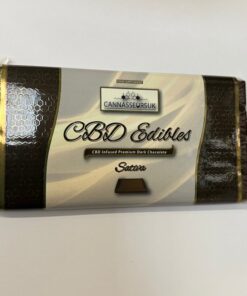 CANNASSEURSUK
CBD Edibles
CBD Infused Premium Dark Chocolate
Sativa